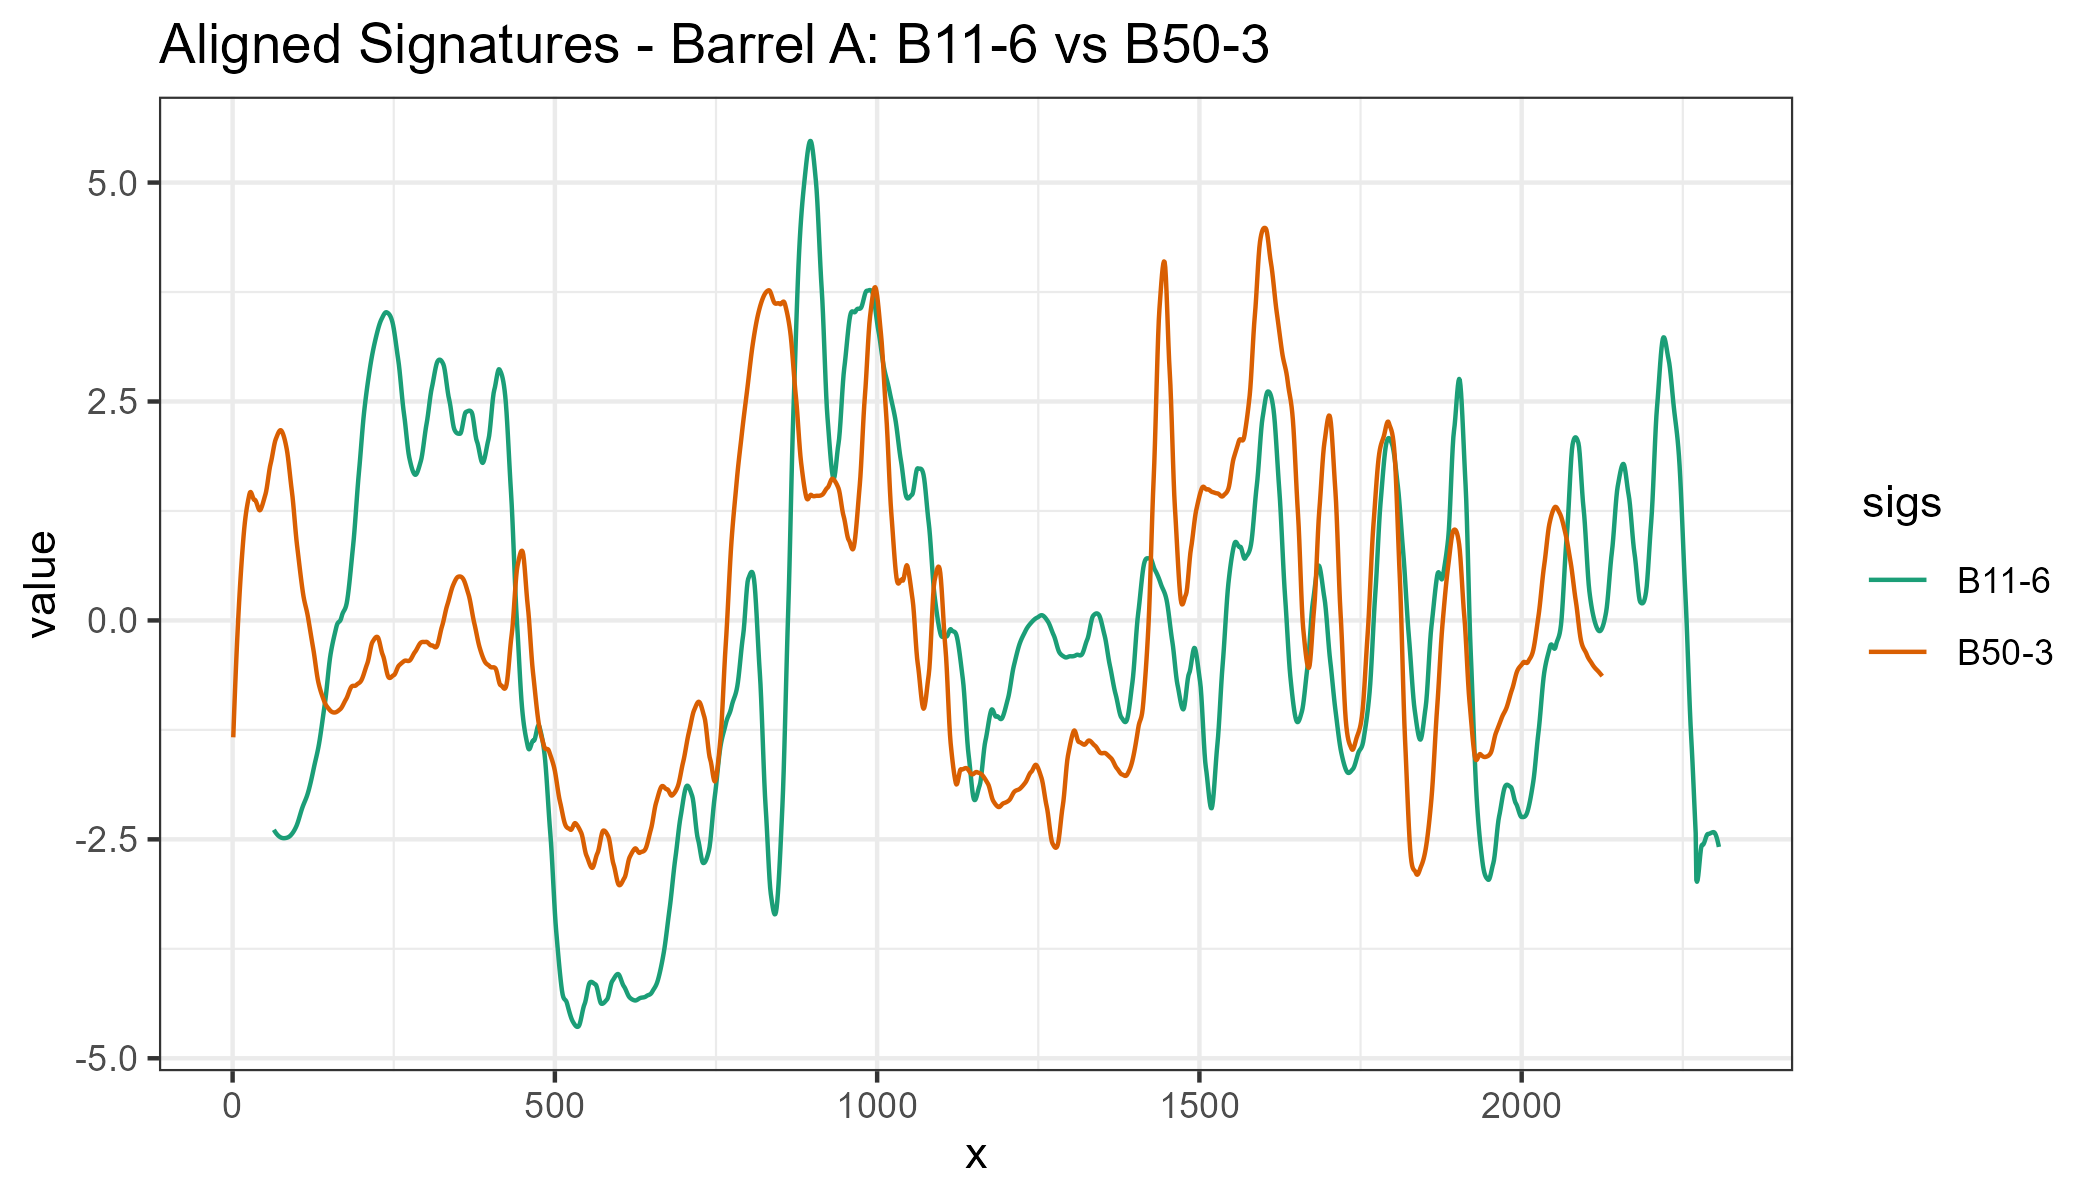 Aligned Signatures - Barrel A: B11-6 vs B50-3
value
5.0
2.5
0.0
-2.5
-5.0
0 500 1000 1500 2000
x
sigs
B11-6
B50-3